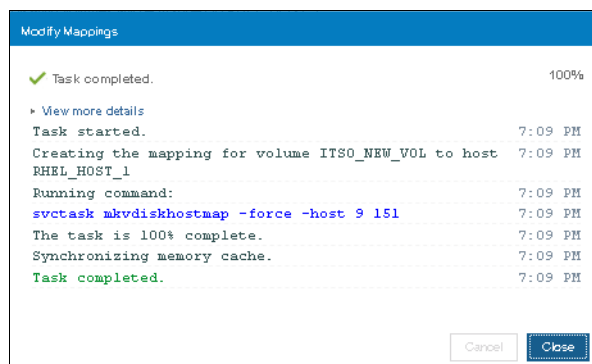 Modify Mappings
Task completed. 100%
View more details
Task started. 7:09 PM
Creating the mapping for volume ITSO_NEW_VOL to host 7:09 PM
RHEL_HOST_1
Running command: 7:09 PM
svctask mkvdiskhostmap -force -host 9 151 7:09 PM
The task is 100% complete. 7:09 PM
Synchronizing memory cache. 7:09 PM
Task completed. 7:09 PM
Cancel Close